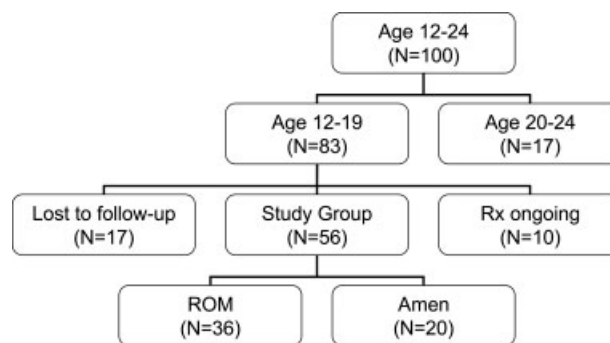 Age 12-24
(N=100)
Age 12-19
(N=83)
Age 20-24
(N=17)
Lost to follow-up
(N=17)
Study Group
(N=56)
Rx ongoing
(N=10)
ROM
(N=36)
Amen
(N=20)